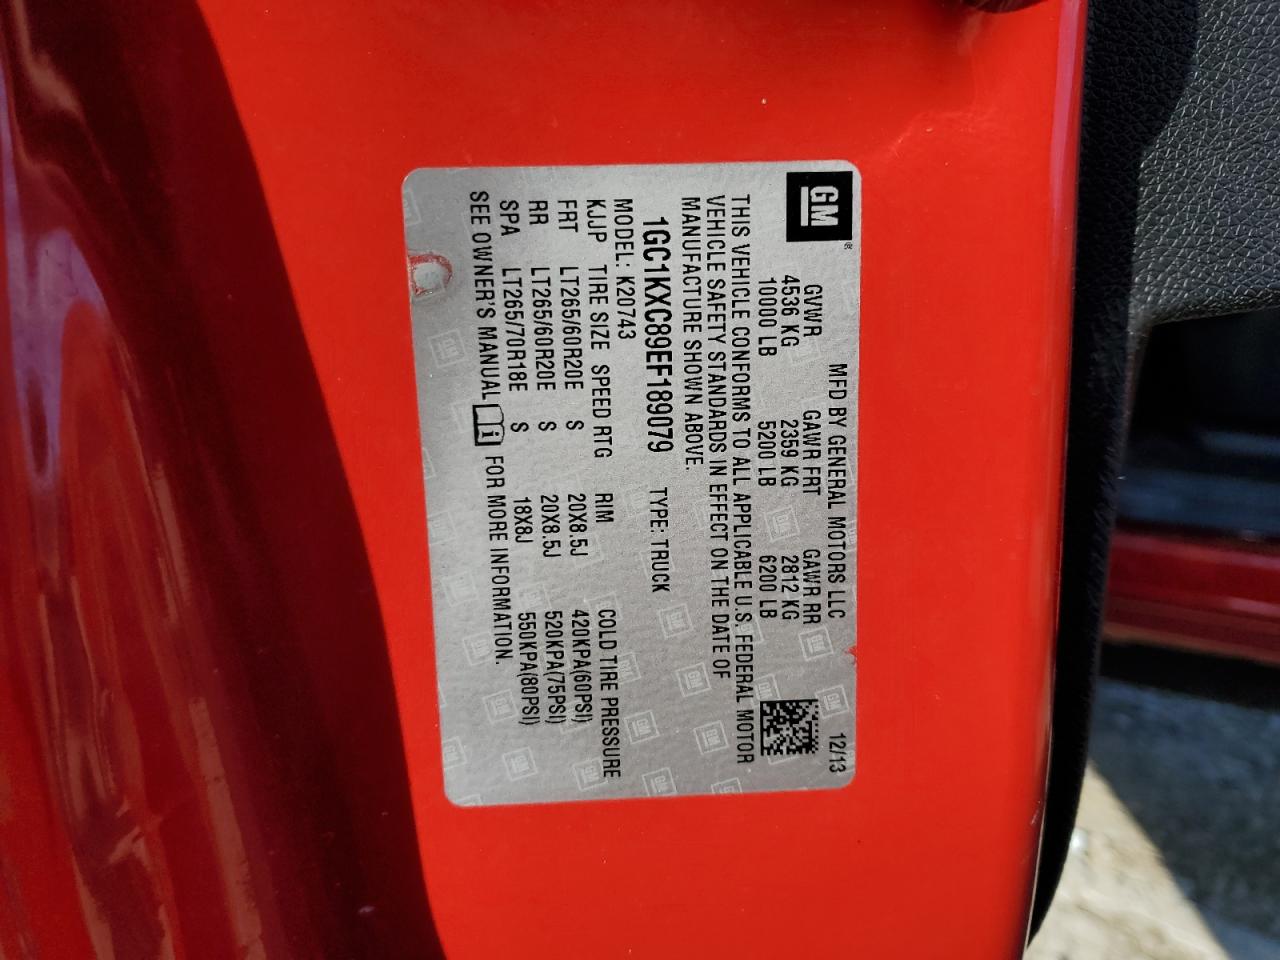 GM
MFD BY GENERAL MOTORS LLC 12/13
GVWR GAWR FRT GAWR RR
4536 KG 2359 KG 2812 KG
10000 LB 5200 LB 6200 LB
THIS VEHICLE CONFORMS TO ALL APPLICABLE U.S. FEDERAL MOTOR
VEHICLE SAFETY STANDARDS IN EFFECT ON THE DATE OF
MANUFACTURE SHOWN ABOVE.
1GC1KXC89EF189079 TYPE: TRUCK
MODEL: K20743
KJJP TIRE SIZE SPEED RTG RIM COLD TIRE PRESSURE
FRT LT265/60R20E S 20X8.5J 420KPA(60PSI)
RR LT265/60R20E S 20X8.5J 520KPA(75PSI)
SPA LT265/70R18E S 18X8J 550KPA(80PSI)
SEE OWNER'S MANUAL FOR MORE INFORMATION.